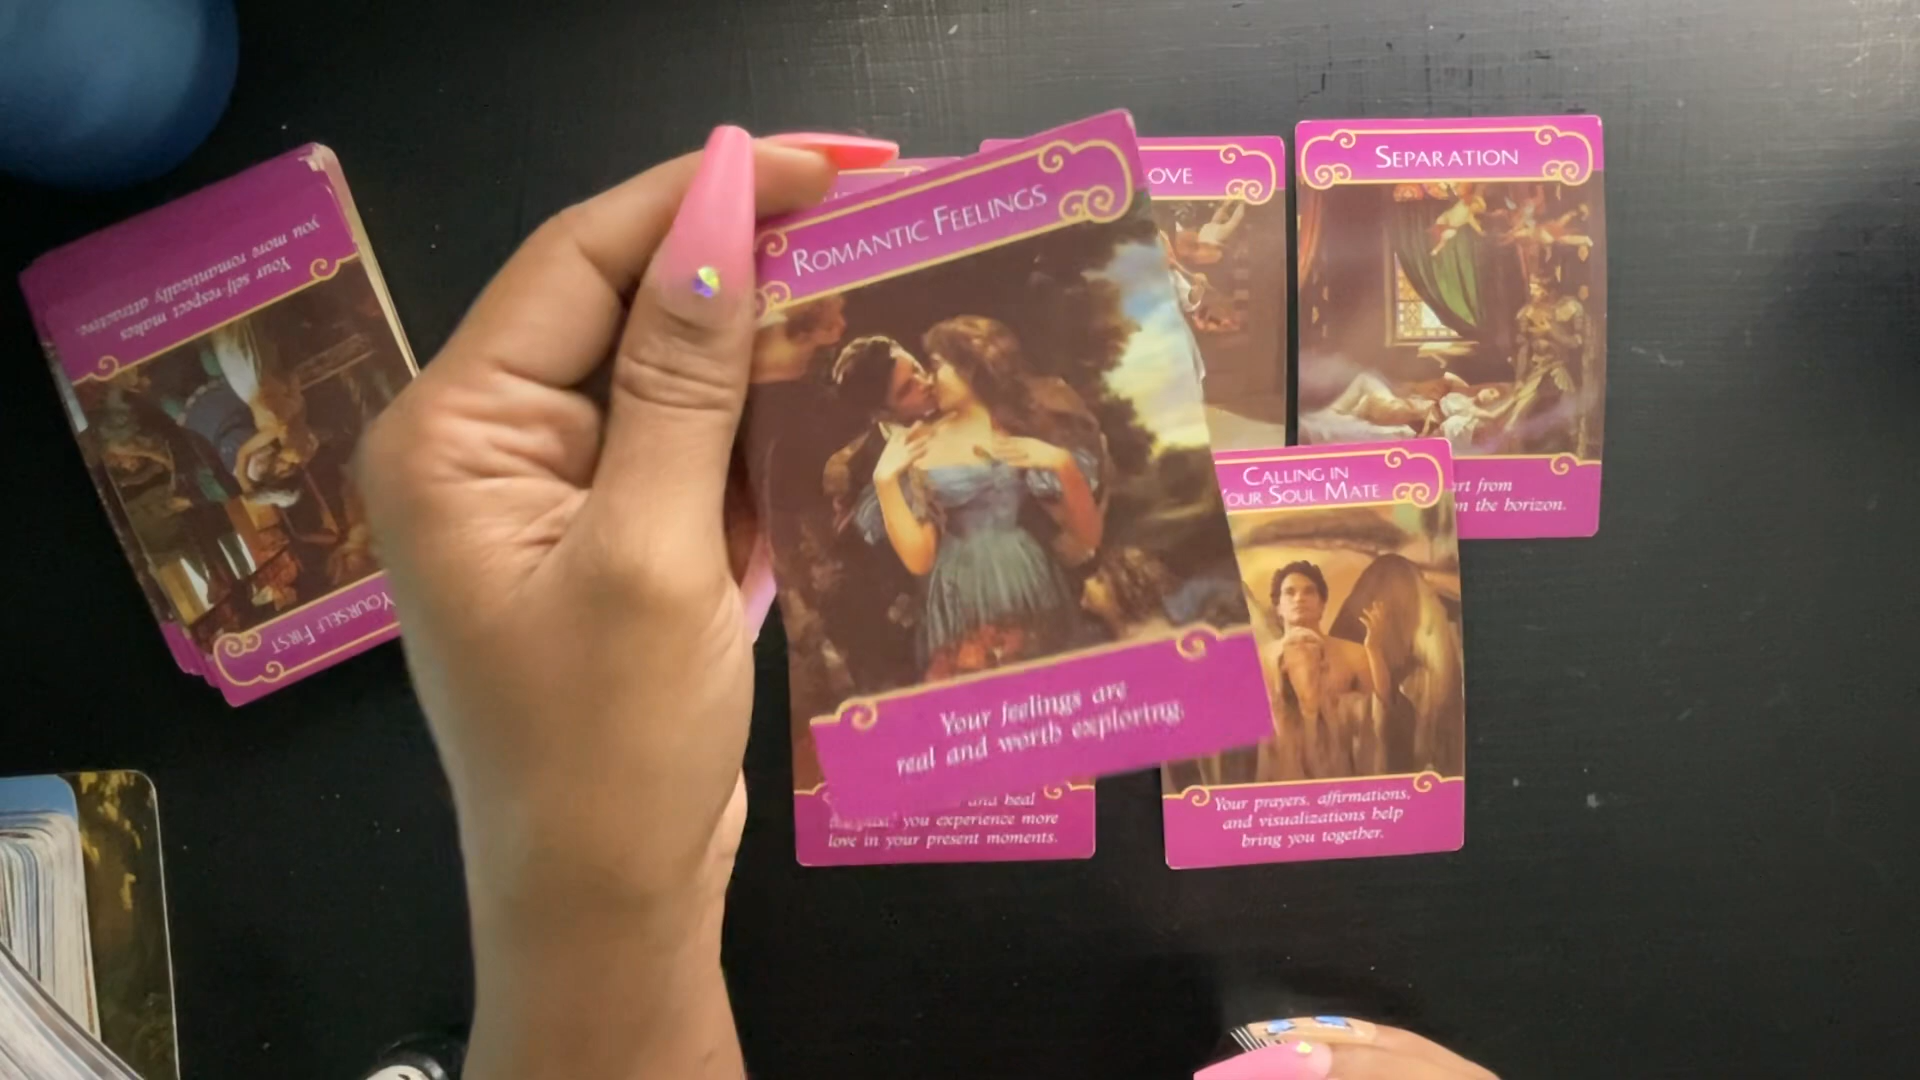 ROMANTIC FEELINGS
Your feelings are
real and worth exploring.
OVE
SEPARATION
art from
n the horizon.
CALLING IN
YOUR SOUL MATE
Your prayers, affirmations,
and visualizations help
bring you together.
and heal
you experience more
love in your present moments.
Your self-respect makes
you more romantically attractive.
YOURSELF FIRST